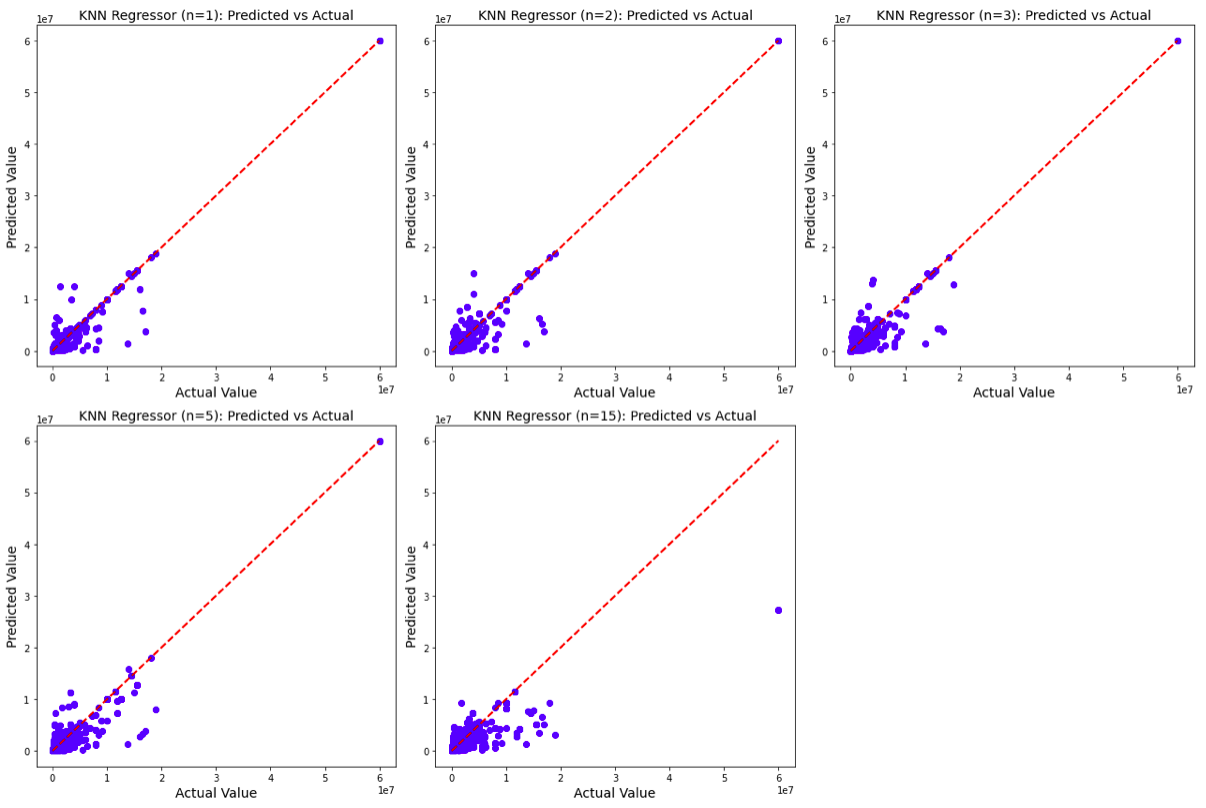 KNN Regressor (n=1): Predicted vs Actual
1e7
6
5
4
3
2
1
0
Predicted Value
0 1 2 3 4 5 6
1e7
Actual Value
KNN Regressor (n=2): Predicted vs Actual
1e7
6
5
4
3
2
1
0
Predicted Value
0 1 2 3 4 5 6
1e7
Actual Value
KNN Regressor (n=3): Predicted vs Actual
1e7
6
5
4
3
2
1
0
Predicted Value
0 1 2 3 4 5 6
1e7
Actual Value
KNN Regressor (n=5): Predicted vs Actual
1e7
6
5
4
3
2
1
0
Predicted Value
0 1 2 3 4 5 6
1e7
Actual Value
KNN Regressor (n=15): Predicted vs Actual
1e7
6
5
4
3
2
1
0
Predicted Value
0 1 2 3 4 5 6
1e7
Actual Value